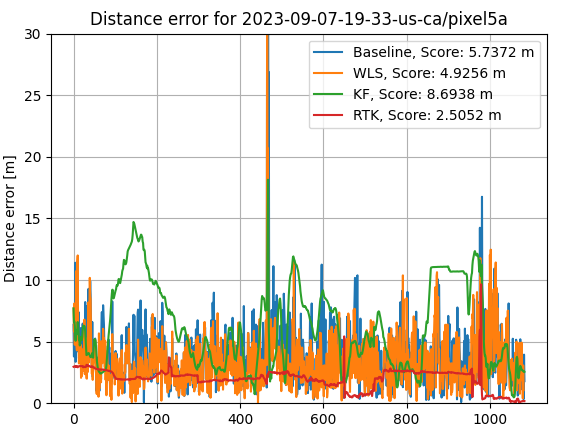 Distance error for 2023-09-07-19-33-us-ca/pixel5a
Baseline, Score: 5.7372 m
WLS, Score: 4.9256 m
KF, Score: 8.6938 m
RTK, Score: 2.5052 m
Distance error [m]
30
25
20
15
10
5
0
0 200 400 600 800 1000